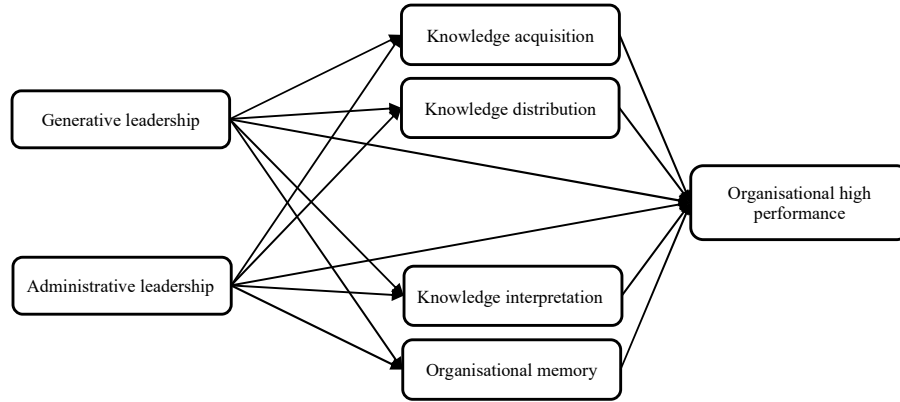 Knowledge acquisition
Knowledge distribution
Generative leadership
Organisational high
performance
Administrative leadership
Knowledge interpretation
Organisational memory